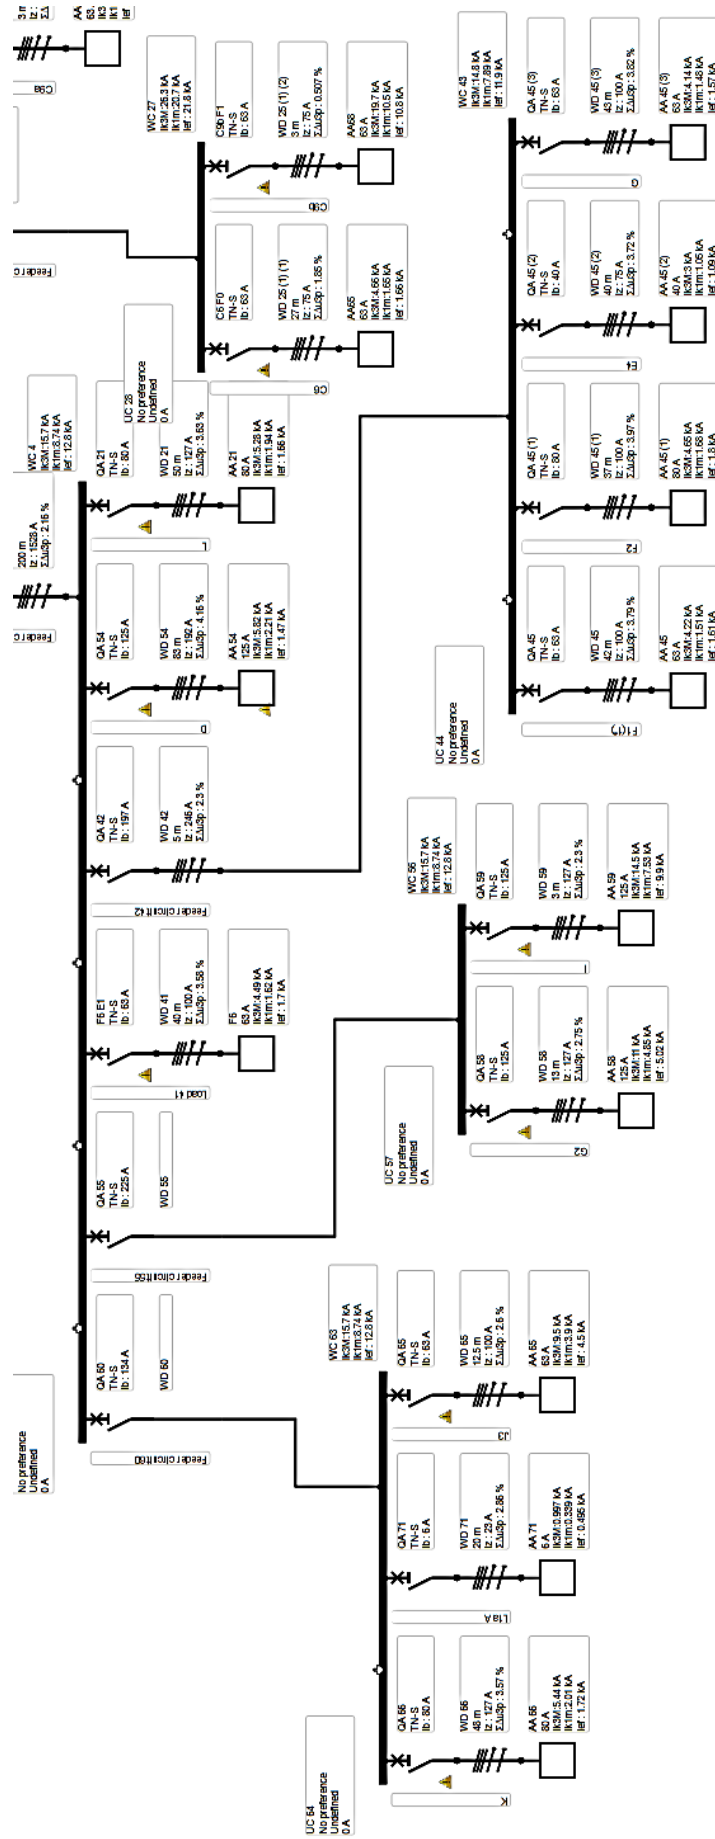 No preference
Undefined
0 A
Feeder circuit 60
QA 60
TN-S
Ib : 134 A
WD 60
Feeder circuit 55
QA 55
TN-S
Ib : 225 A
WD 55
Load 41
F6 E1
TN-S
Ib : 63 A
WD 41
40 m
Iz : 100 A
ΣΔu3p : 3.58 %
F6
63 A
Ik3M:4.49 kA
Ik1m:1.62 kA
Ief : 1.7 kA
Feeder circuit 42
QA 42
TN-S
Ib : 197 A
WD 42
5 m
Iz : 246 A
ΣΔu3p : 2.3 %
D
QA 54
TN-S
Ib : 125 A
WD 54
83 m
Iz : 192 A
ΣΔu3p : 4.16 %
AA 54
125 A
Ik3M:5.82 kA
Ik1m:2.21 kA
Ief : 1.47 kA
L
QA 21
TN-S
Ib : 80 A
WD 21
50 m
Iz : 127 A
ΣΔu3p : 3.63 %
AA 21
80 A
Ik3M:5.28 kA
Ik1m:1.94 kA
Ief : 1.66 kA
WC 4
Ik3M:15.7 kA
Ik1m:8.74 kA
Ief : 12.8 kA
Feeder c
200 m
Iz : 1528 A
ΣΔu3p : 2.16 %
UC 28
No preference
Undefined
0 A
Feeder c
C6
C6 F0
TN-S
Ib : 63 A
WD 25 (1) (1)
27 m
Iz : 75 A
ΣΔu3p : 1.85 %
AA65
63 A
Ik3M:4.66 kA
Ik1m:1.65 kA
Ief : 1.66 kA
C9b
C9b F1
TN-S
Ib : 63 A
WD 25 (1) (2)
3 m
Iz : 75 A
ΣΔu3p : 0.507 %
AA68
63 A
Ik3M:19.7 kA
Ik1m:10.5 kA
Ief : 10.8 kA
WC 27
Ik3M:26.3 kA
Ik1m:20.7 kA
Ief : 21.8 kA
C9a
3 m
Iz :
ΣΔ
AA
63.
Ik3
Ik1
Ief
UC 64
No preference
Undefined
0 A
K
QA 66
TN-S
Ib : 80 A
WD 66
48 m
Iz : 127 A
ΣΔu3p : 3.57 %
AA 66
80 A
Ik3M:5.44 kA
Ik1m:2.01 kA
Ief : 1.72 kA
L1a A
QA 71
TN-S
Ib : 6 A
WD 71
20 m
Iz : 23 A
ΣΔu3p : 2.86 %
AA 71
6 A
Ik3M:0.997 kA
Ik1m:0.339 kA
Ief : 0.495 kA
J3
QA 65
TN-S
Ib : 63 A
WD 65
12.5 m
Iz : 100 A
ΣΔu3p : 2.6 %
AA 65
63 A
Ik3M:9.5 kA
Ik1m:3.9 kA
Ief : 4.5 kA
WC 63
Ik3M:15.7 kA
Ik1m:8.74 kA
Ief : 12.8 kA
UC 57
No preference
Undefined
0 A
G2
QA 58
TN-S
Ib : 125 A
WD 58
13 m
Iz : 127 A
ΣΔu3p : 2.75 %
AA 58
125 A
Ik3M:11 kA
Ik1m:4.85 kA
Ief : 5.02 kA
I
QA 59
TN-S
Ib : 125 A
WD 59
3 m
Iz : 127 A
ΣΔu3p : 2.3 %
AA 59
125 A
Ik3M:14.5 kA
Ik1m:7.53 kA
Ief : 9.9 kA
WC 56
Ik3M:15.7 kA
Ik1m:8.74 kA
Ief : 12.8 kA
UC 44
No preference
Undefined
0 A
F1(1*)
QA 45
TN-S
Ib : 63 A
WD 45
42 m
Iz : 100 A
ΣΔu3p : 3.79 %
AA 45
63 A
Ik3M:4.22 kA
Ik1m:1.51 kA
Ief : 1.61 kA
F2
QA 45 (1)
TN-S
Ib : 80 A
WD 45 (1)
37 m
Iz : 100 A
ΣΔu3p : 3.97 %
AA 45 (1)
80 A
Ik3M:4.65 kA
Ik1m:1.68 kA
Ief : 1.8 kA
E4
QA 45 (2)
TN-S
Ib : 40 A
WD 45 (2)
40 m
Iz : 75 A
ΣΔu3p : 3.72 %
AA 45 (2)
40 A
Ik3M:3 kA
Ik1m:1.05 kA
Ief : 1.09 kA
G
QA 45 (3)
TN-S
Ib : 63 A
WD 45 (3)
43 m
Iz : 100 A
ΣΔu3p : 3.82 %
AA 45 (3)
63 A
Ik3M:4.14 kA
Ik1m:1.48 kA
Ief : 1.57 kA
WC 43
Ik3M:14.8 kA
Ik1m:7.89 kA
Ief : 11.9 kA